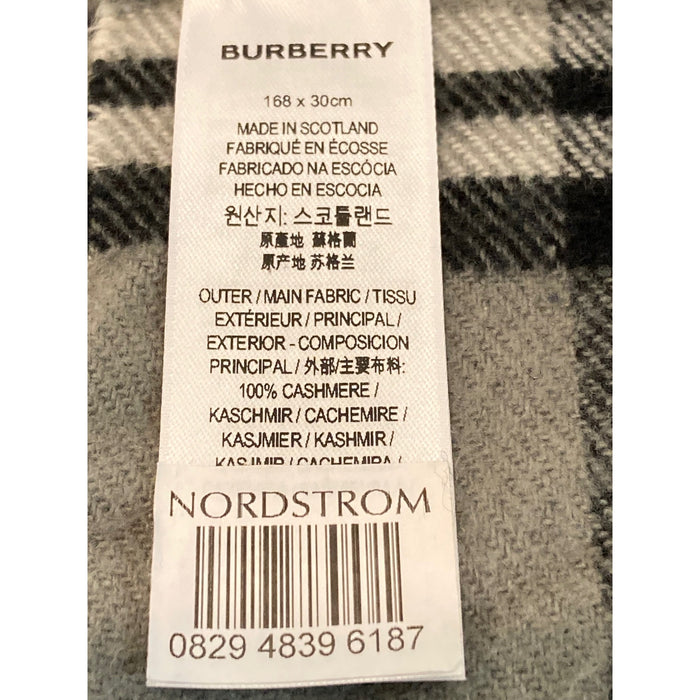 BURBERRY
168 x 30cm
MADE IN SCOTLAND
FABRIQUÉ EN ÉCOSSE
FABRICADO NA ESCÓCIA
HECHO EN ESCOCIA
원산지: 스코틀랜드
原產地 蘇格蘭
原产地 苏格兰
OUTER / MAIN FABRIC / TISSU
EXTÉRIEUR / PRINCIPAL /
EXTERIOR - COMPOSICION
PRINCIPAL / 外部/主要布料:
100% CASHMERE /
KASCHMIR / CACHEMIRE /
KASJMIER / KASHMIR /
KASJMIR / CACHEMIRA /
NORDSTROM
0829 4839 6187